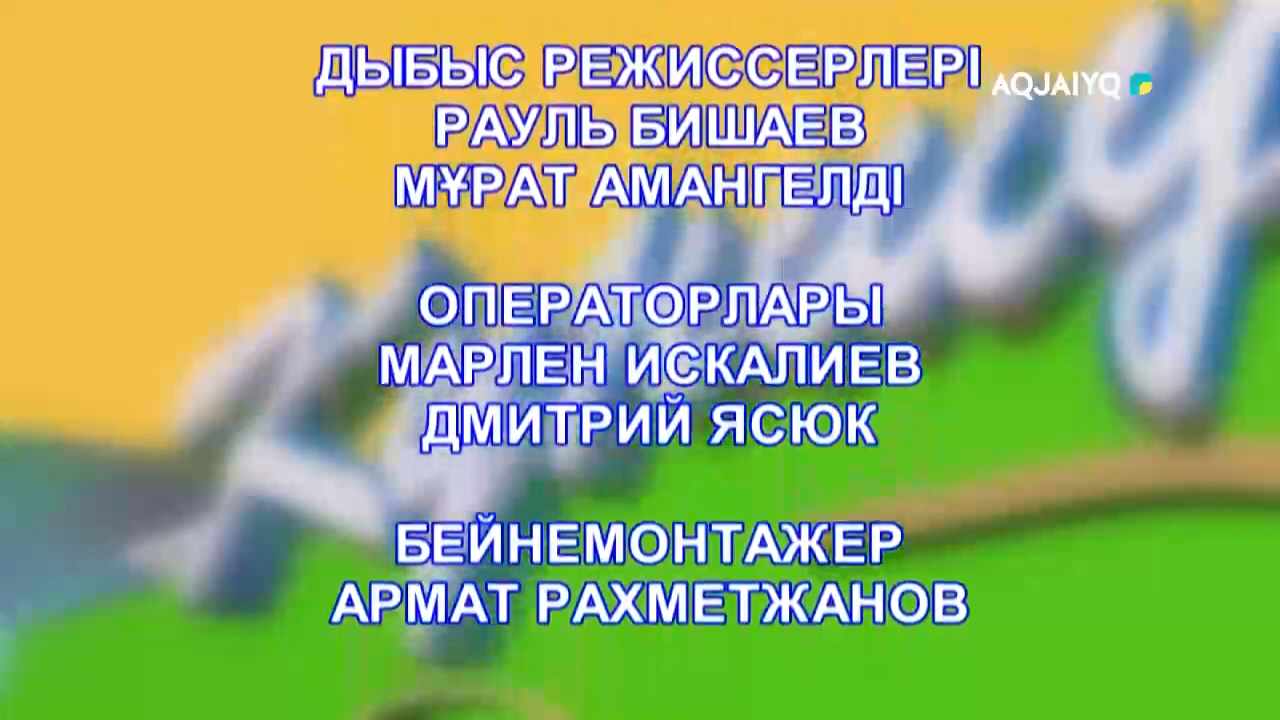 ДЫБЫС РЕЖИССЕРЛЕРІ
AQJAIYQ
РАУЛЬ БИШАЕВ
МҰРАТ АМАНГЕЛДІ
ОПЕРАТОРЛАРЫ
МАРЛЕН ИСКАЛИЕВ
ДМИТРИЙ ЯСЮК
БЕЙНЕМОНТАЖЕР
АРМАТ РАХМЕТЖАНОВ